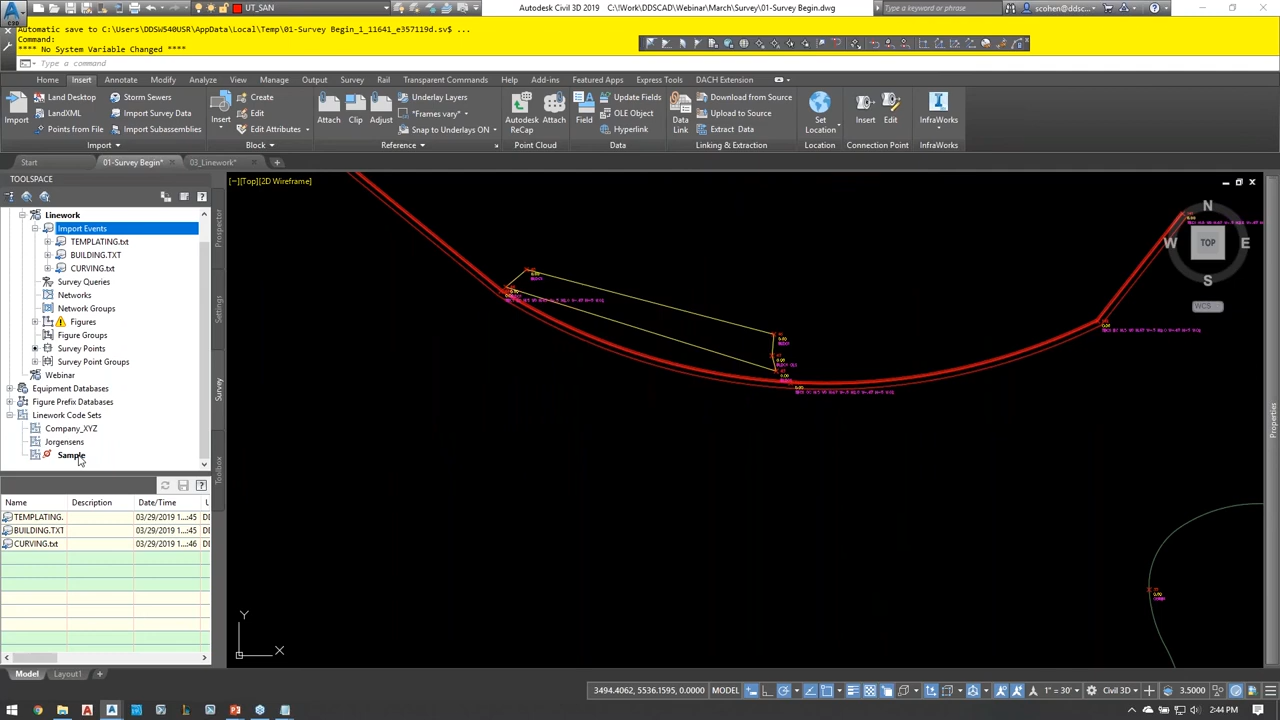 UT_SAN
Autodesk Civil 3D 2019 C:\Work\DDSCAD\Webinar\March\Survey\01-Survey Begin.dwg
Type a keyword or phrase
scohen@ddsc...
Automatic save to C:\Users\DDSW540USR\AppData\Local\Temp\01-Survey Begin_1_11641_e357119d.sv$ ...
Command:
**** No System Variable Changed ****
Type a command
Home Insert Annotate Modify Analyze View Manage Output Survey Rail Transparent Commands Help Add-ins Featured Apps Express Tools DACH Extension
Land Desktop Storm Sewers Create Underlay Layers Update Fields Download from Source
LandXML Import Survey Data Edit *Frames vary* OLE Object Upload to Source
Points from File Import Subassemblies Edit Attributes Snap to Underlays ON Hyperlink Extract Data
Import Insert Attach Clip Adjust Autodesk ReCap Attach Field Data Link Set Location Insert Edit InfraWorks
Import Block Reference Point Cloud Data Linking & Extraction Location Connection Point InfraWorks
Start 01-Survey Begin* 03_Linework*
TOOLSPACE
[−][Top][2D Wireframe]
Linework
Import Events
TEMPLATING.txt
BUILDING.TXT
CURVING.txt
Survey Queries
Networks
Network Groups
Figures
Figure Groups
Survey Points
Survey Point Groups
Webinar
Equipment Databases
Figure Prefix Databases
Linework Code Sets
Company_XYZ
Jorgensens
Sample
Prospector
Settings
Survey
Toolbox
Name Description Date/Time
TEMPLATING. 03/29/2019 1...:45
BUILDING.TXT 03/29/2019 1...:45
CURVING.txt 03/29/2019 1...:46
N
W TOP E
S
WCS
Properties
Y
X
Model Layout1
3494.4062, 5536.1595, 0.0000 MODEL 1" = 30' Civil 3D 3.5000
2:44 PM